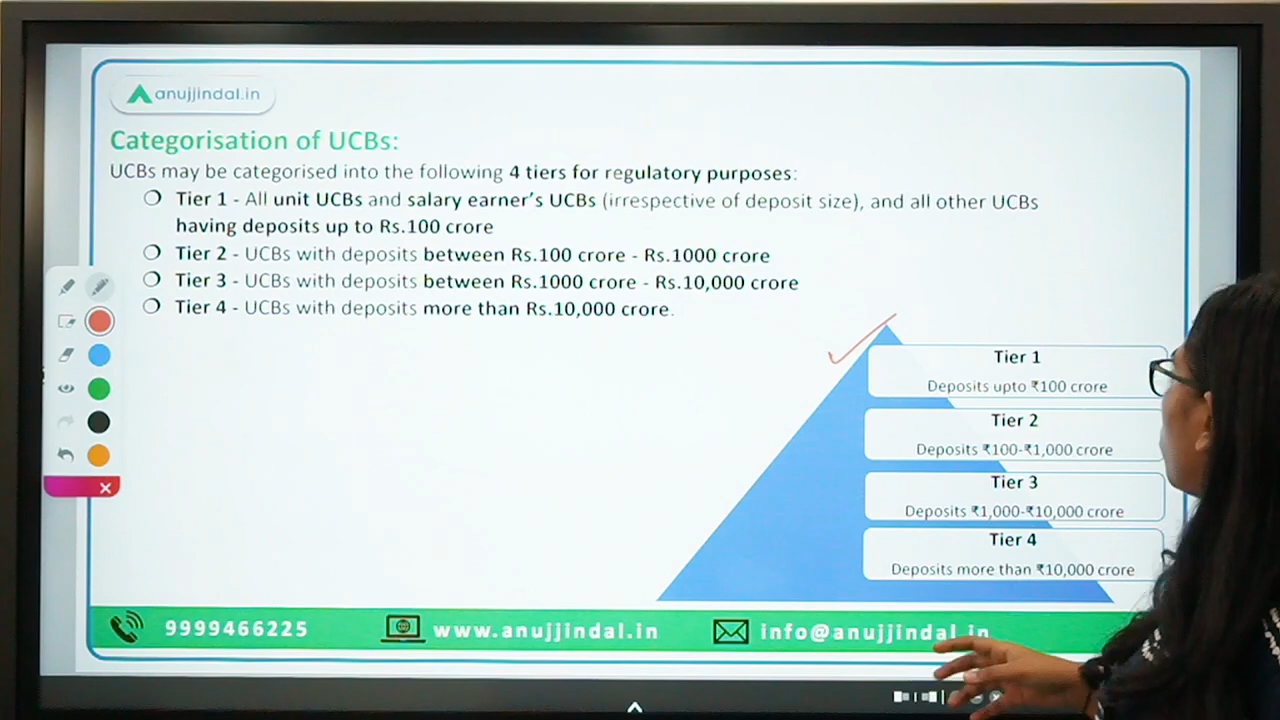 anujjindal.in
Categorisation of UCBs:
UCBs may be categorised into the following 4 tiers for regulatory purposes:
Tier 1 - All unit UCBs and salary earner's UCBs (irrespective of deposit size), and all other UCBs
having deposits up to Rs.100 crore
Tier 2 - UCBs with deposits between Rs.100 crore - Rs.1000 crore
Tier 3 - UCBs with deposits between Rs.1000 crore - Rs.10,000 crore
Tier 4 - UCBs with deposits more than Rs.10,000 crore.
Tier 1
Deposits upto ₹100 crore
Tier 2
Deposits ₹100-₹1,000 crore
Tier 3
Deposits ₹1,000-₹10,000 crore
Tier 4
Deposits more than ₹10,000 crore
9999466225
www.anujjindal.in
info@anujjindal.in